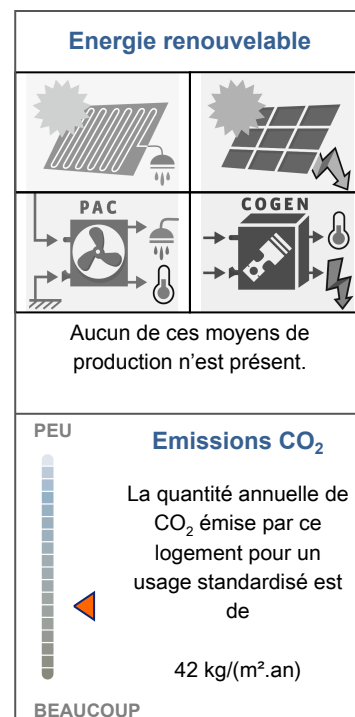 Energie renouvelable
PAC
COGEN
Aucun de ces moyens de
production n'est présent.
PEU
Emissions CO₂
La quantité annuelle de
CO₂ émise par ce
logement pour un
usage standardisé est
de
42 kg/(m².an)
BEAUCOUP